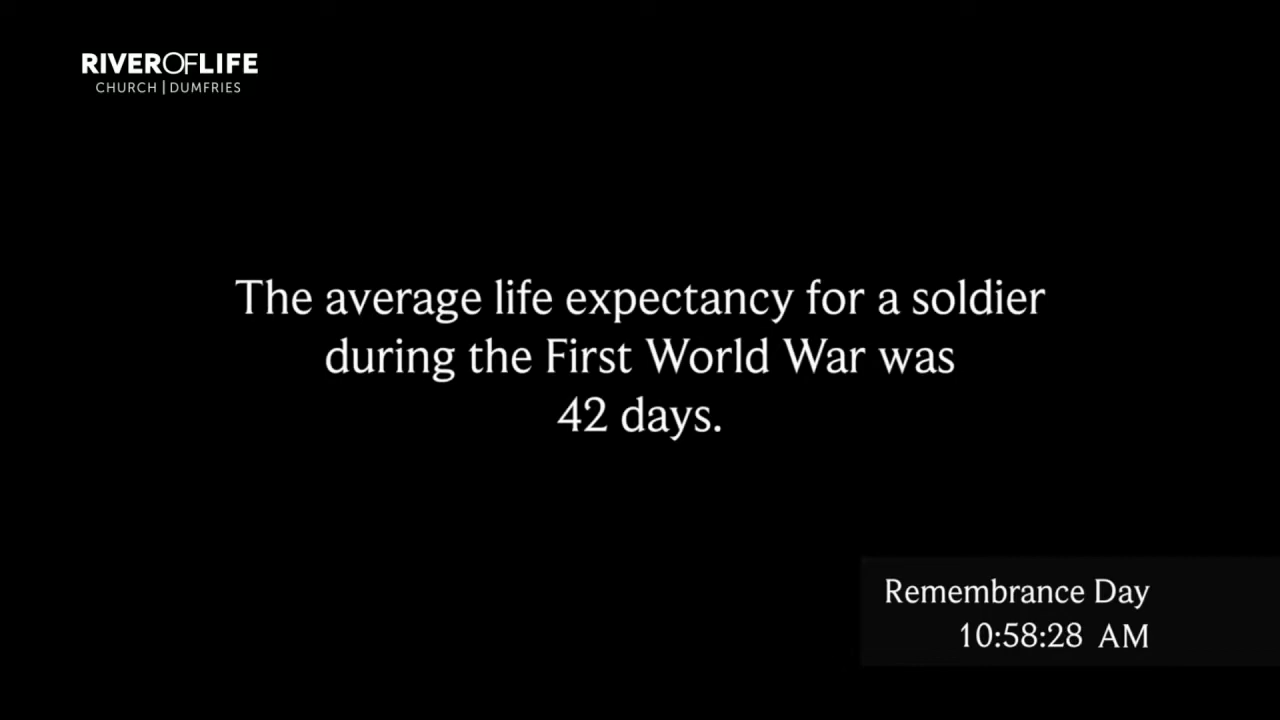 RIVEROFLIFE
CHURCH | DUMFRIES
The average life expectancy for a soldier
during the First World War was
42 days.
Remembrance Day
10:58:28 AM